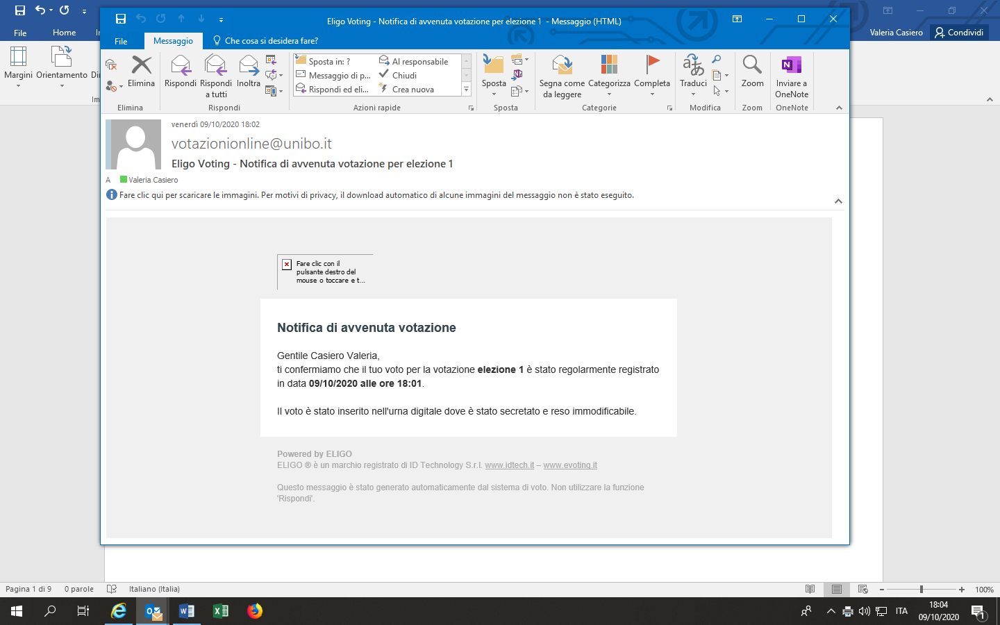 Eligo Voting - Notifica di avvenuta votazione per elezione 1 - Messaggio (HTML)
File
Home
Valeria Casiero
Condividi
File
Messaggio
Che cosa si desidera fare?
Margini
Orientamento
Elimina
Rispondi
Rispondi a tutti
Inoltra
Sposta in: ?
Messaggio di p...
Rispondi ed eli...
Al responsabile
Chiudi
Crea nuova
Sposta
Segna come da leggere
Categorizza
Completa
Traduci
Zoom
Inviare a OneNote
Elimina
Rispondi
Azioni rapide
Sposta
Categorie
Modifica
Zoom
OneNote
venerdì 09/10/2020 18:02
votazionionline@unibo.it
Eligo Voting - Notifica di avvenuta votazione per elezione 1
A Valeria Casiero
Fare clic qui per scaricare le immagini. Per motivi di privacy, il download automatico di alcune immagini del messaggio non è stato eseguito.
Fare clic con il
pulsante destro del
mouse o toccare e t...
Notifica di avvenuta votazione
Gentile Casiero Valeria,
ti confermiamo che il tuo voto per la votazione elezione 1 è stato regolarmente registrato
in data 09/10/2020 alle ore 18:01.
Il voto è stato inserito nell'urna digitale dove è stato secretato e reso immodificabile.
Powered by ELIGO
ELIGO ® è un marchio registrato di ID Technology S.r.l. www.idtech.it – www.evoting.it
Questo messaggio è stato generato automaticamente dal sistema di voto. Non utilizzare la funzione
'Rispondi'.
Pagina 1 di 9
0 parole
Italiano (Italia)
100%
ITA
18:04
09/10/2020
1